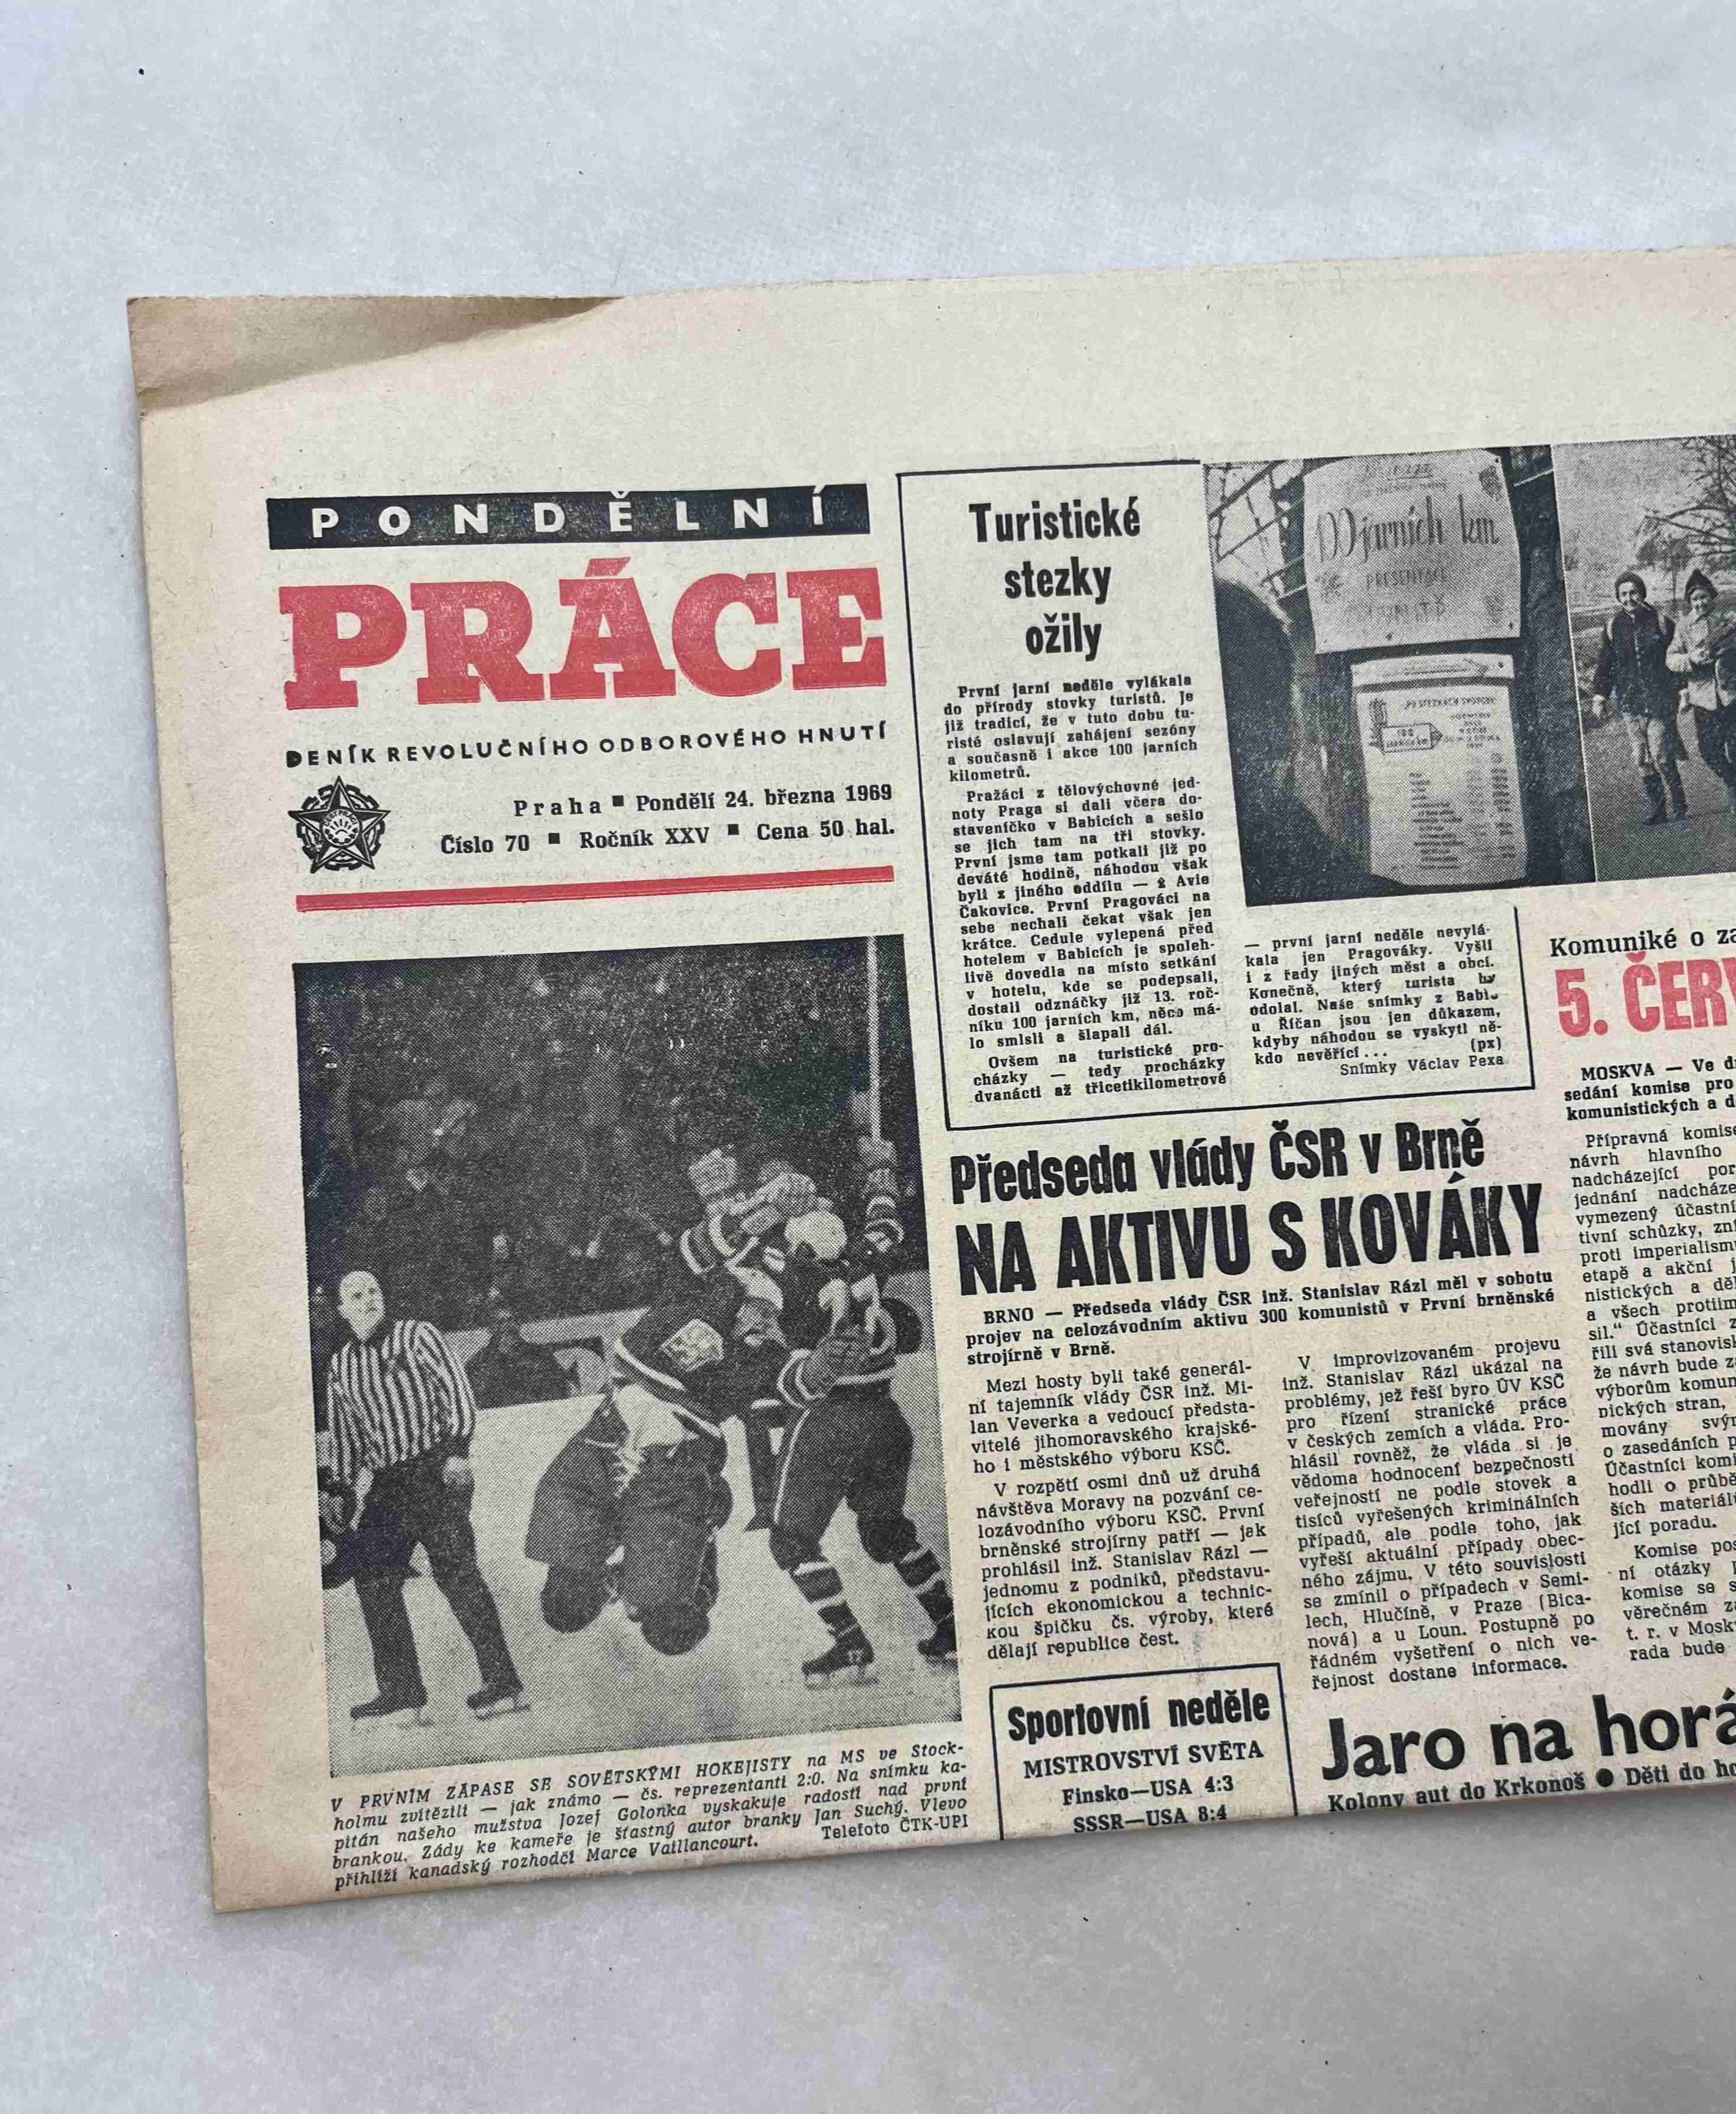 PONDĚLNÍ
PRÁCE
DENÍK REVOLUČNÍHO ODBOROVÉHO HNUTÍ
Praha ■ Pondělí 24. března 1969
Číslo 70 ■ Ročník XXV ■ Cena 50 hal.
V PRVNÍM ZÁPASE SE SOVĚTSKÝMI HOKEJISTY na MS ve Stock-
holmu zvítězili — jak známo — čs. reprezentanti 2:0. Na snímku ka-
pitán našeho mužstva Jozef Golonka vyskakuje radostí nad první
brankou. Zády ke kameře je šťastný autor branky Jan Suchý. Vlevo
přihlíží kanadský rozhodčí Marce Vaillancourt. Telefoto ČTK-UPI
Turistické
stezky
ožily
První jarní neděle vylákala
do přírody stovky turistů. Je
již tradicí, že v tuto dobu tu-
risté oslavují zahájení sezóny
a současně i akce 100 jarních
kilometrů.
Pražáci z tělovýchovné jed-
noty Praga si dali včera do-
staveníčko v Babicích a sešlo
se jich tam na tři stovky.
První jsme tam potkali již po
deváté hodině, náhodou však
byli z jiného oddílu — z Avie
Čakovice. První Pragováci na
sebe nechali čekat však jen
krátce. Cedule vylepená před
hotelem v Babicích je spoleh-
livě dovedla na místo setkání
v hotelu, kde se podepsali,
dostali odznáčky již 13. roč-
níku 100 jarních km, něco má-
lo smlsli a šlapali dál.
Ovšem na turistické pro-
cházky — tedy procházky
dvanácti až třicetikilometrové
— první jarní neděle nevylá-
kala jen Pragováky. Vyšli
i z řady jiných měst a obcí.
Konečně, který turista by
odolal. Naše snímky z Babic
u Říčan jsou jen důkazem,
kdyby náhodou se vyskytl ně-
kdo nevěřící... (px)
Snímky Václav Pexa
100 jarních km
PRESENTACE
Předseda vlády ČSR v Brně
NA AKTIVU S KOVÁKY
BRNO — Předseda vlády ČSR inž. Stanislav Rázl měl v sobotu
projev na celozávodním aktivu 300 komunistů v První brněnské
strojírně v Brně.
Mezi hosty byli také generál-
ní tajemník vlády ČSR inž. Mi-
lan Veverka a vedoucí předsta-
vitelé jihomoravského krajské-
ho i městského výboru KSČ.
V rozpětí osmi dnů už druhá
návštěva Moravy na pozvání ce-
lozávodního výboru KSČ. První
brněnské strojírny patří — jak
prohlásil inž. Stanislav Rázl —
jednomu z podniků, představu-
jících ekonomickou a technic-
kou špičku čs. výroby, které
dělají republice čest.
V improvizovaném projevu
inž. Stanislav Rázl ukázal na
problémy, jež řeší byro ÚV KSČ
pro řízení stranické práce
v českých zemích a vláda. Pro-
hlásil rovněž, že vláda si je
vědoma hodnocení bezpečnosti
veřejností ne podle stovek a
tisíců vyřešených kriminálních
případů, ale podle toho, jak
vyřeší aktuální případy obec-
ného zájmu. V této souvislosti
se zmínil o případech v Semi-
lech, Hlučíně, v Praze (Bica-
nová) a u Loun. Postupně po
řádném vyšetření o nich ve-
řejnost dostane informace.
Sportovní neděle
MISTROVSTVÍ SVĚTA
Finsko—USA 4:3
SSSR—USA 8:4
Komuniké o za
5. ČERV
MOSKVA — Ve d
sedání komise pro
komunistických a d
Přípravná komise
návrh hlavního
nadcházející por
jednání nadcháze
vymezený účastní
tivní schůzky, zní
proti imperialismu
etapě a akční j
nistických a děl
a všech protiim
sil.“ Účastníci z
řili svá stanovisk
že návrh bude za
výborům komun
nických stran,
movány svýr
o zasedáních p
Účastníci komi
hodli o průbě
ších materiál
jící poradu.
Komise pos
ní otázky
komise se s
věrečném za
t. r. v Mosk
rada bude
Jaro na horá
Kolony aut do Krkonoš ● Děti do ho